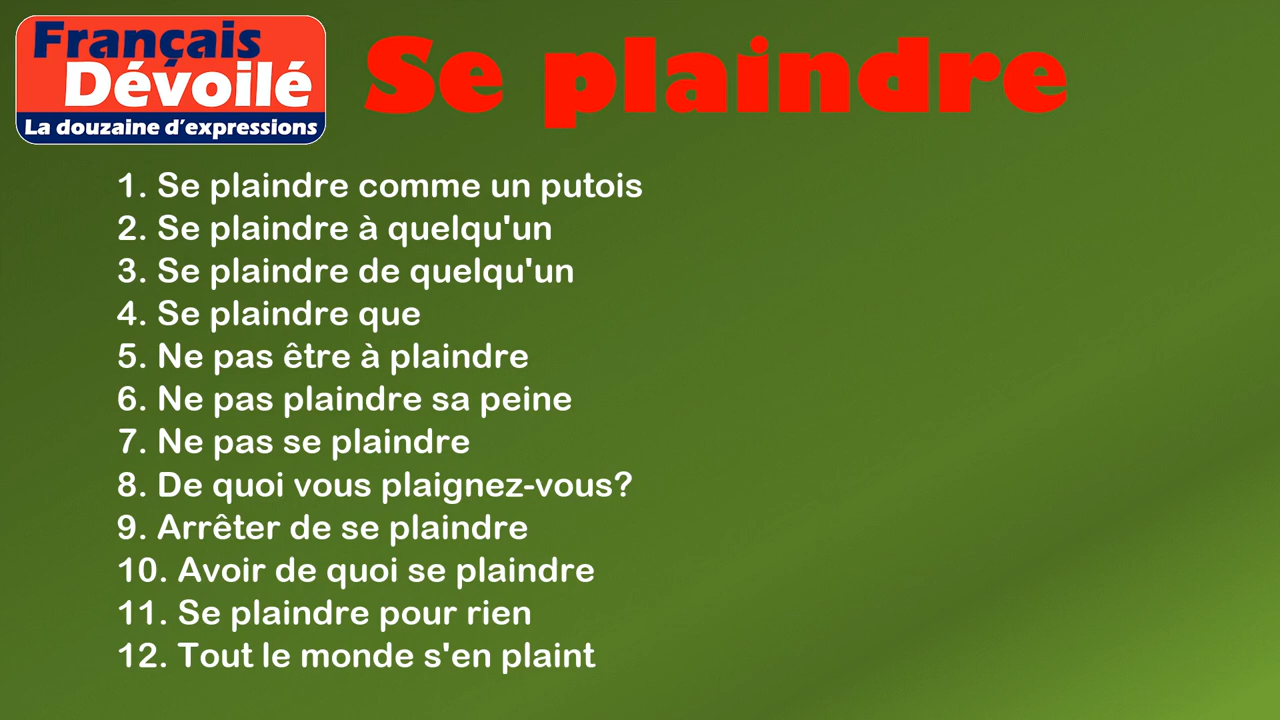 Français
Dévoilé
La douzaine d'expressions
Se plaindre
1. Se plaindre comme un putois
2. Se plaindre à quelqu'un
3. Se plaindre de quelqu'un
4. Se plaindre que
5. Ne pas être à plaindre
6. Ne pas plaindre sa peine
7. Ne pas se plaindre
8. De quoi vous plaignez-vous?
9. Arrêter de se plaindre
10. Avoir de quoi se plaindre
11. Se plaindre pour rien
12. Tout le monde s'en plaint